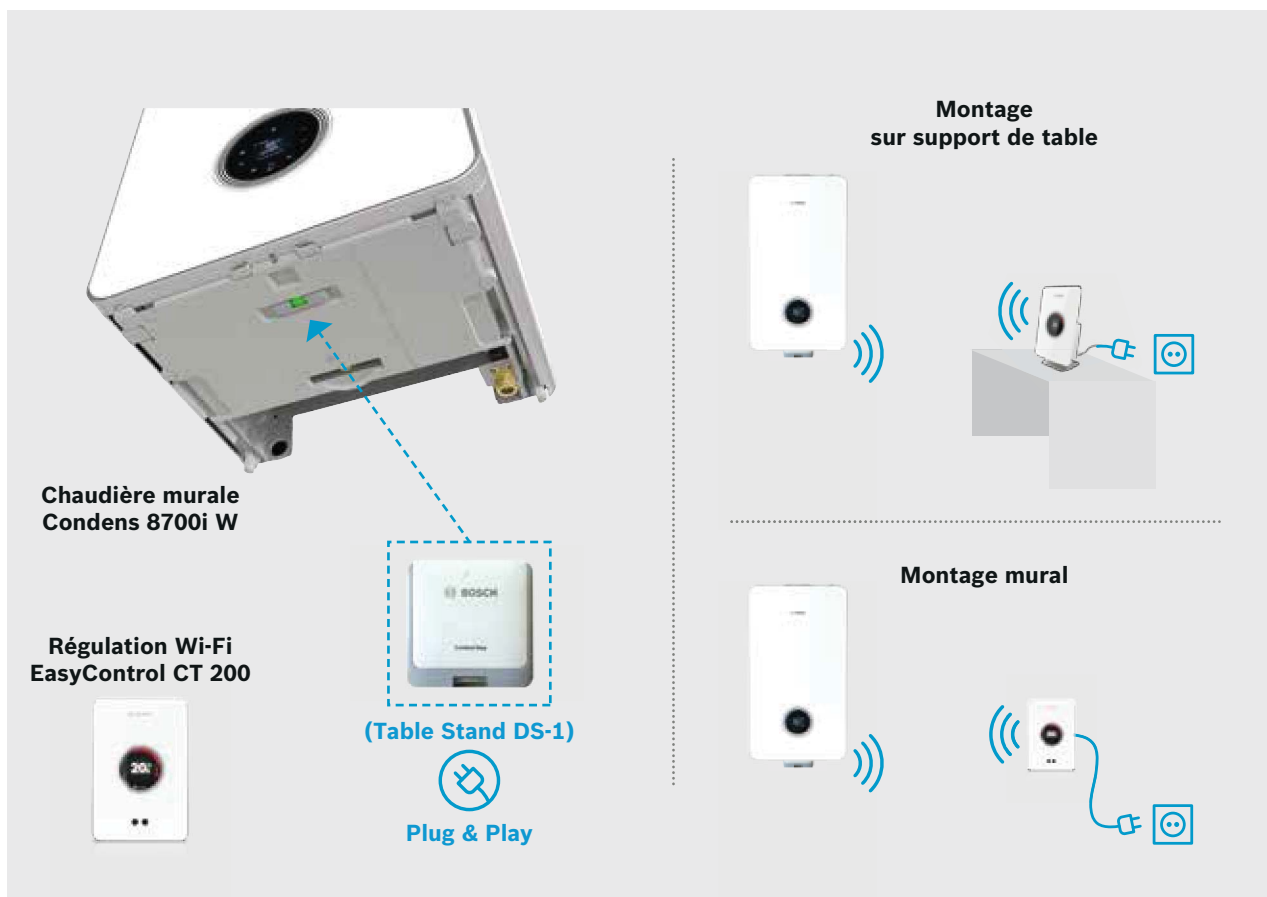 Chaudière murale
Condens 8700i W
Régulation Wi-Fi
EasyControl CT 200
20
BOSCH
(Table Stand DS-1)
Plug & Play
Montage
sur support de table
Montage mural